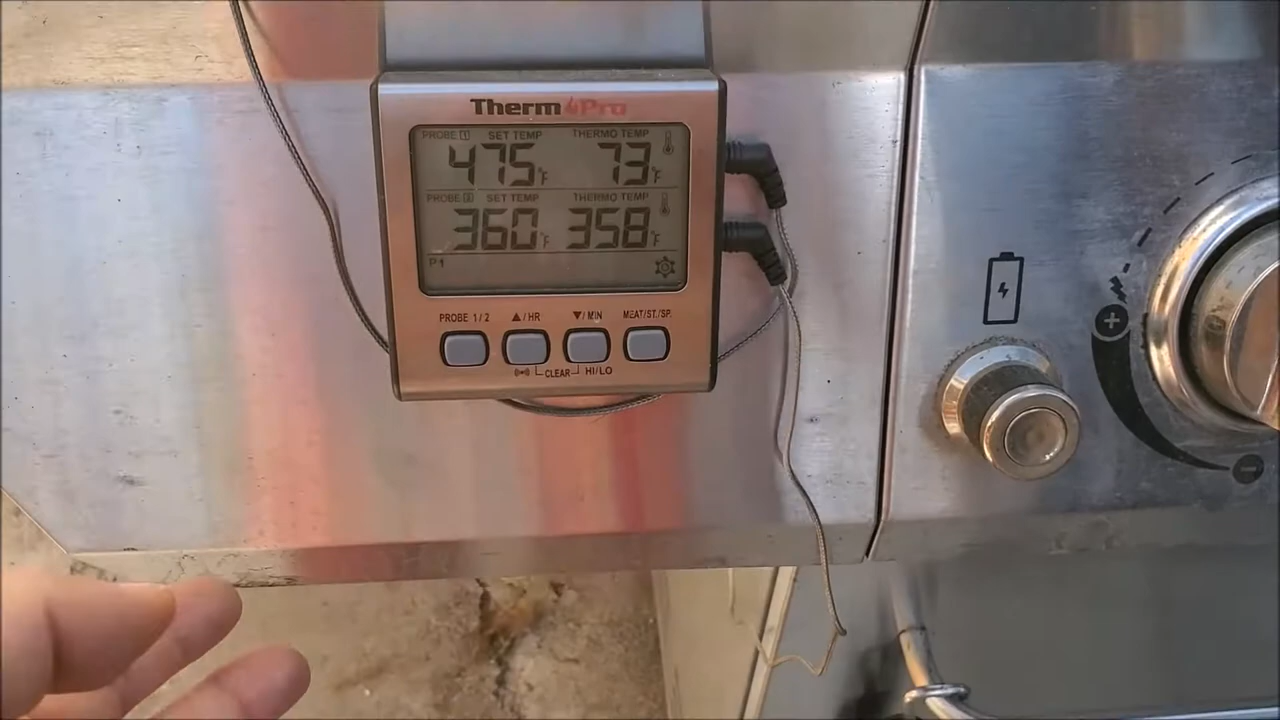 ThermPro
PROBE 1 SET TEMP THERMO TEMP
475°F 73°F
PROBE 2 SET TEMP THERMO TEMP
360°F 358°F
P1
PROBE 1/2 ▲/HR ▼/MIN MEAT/ST./SP.
CLEAR HI/LO